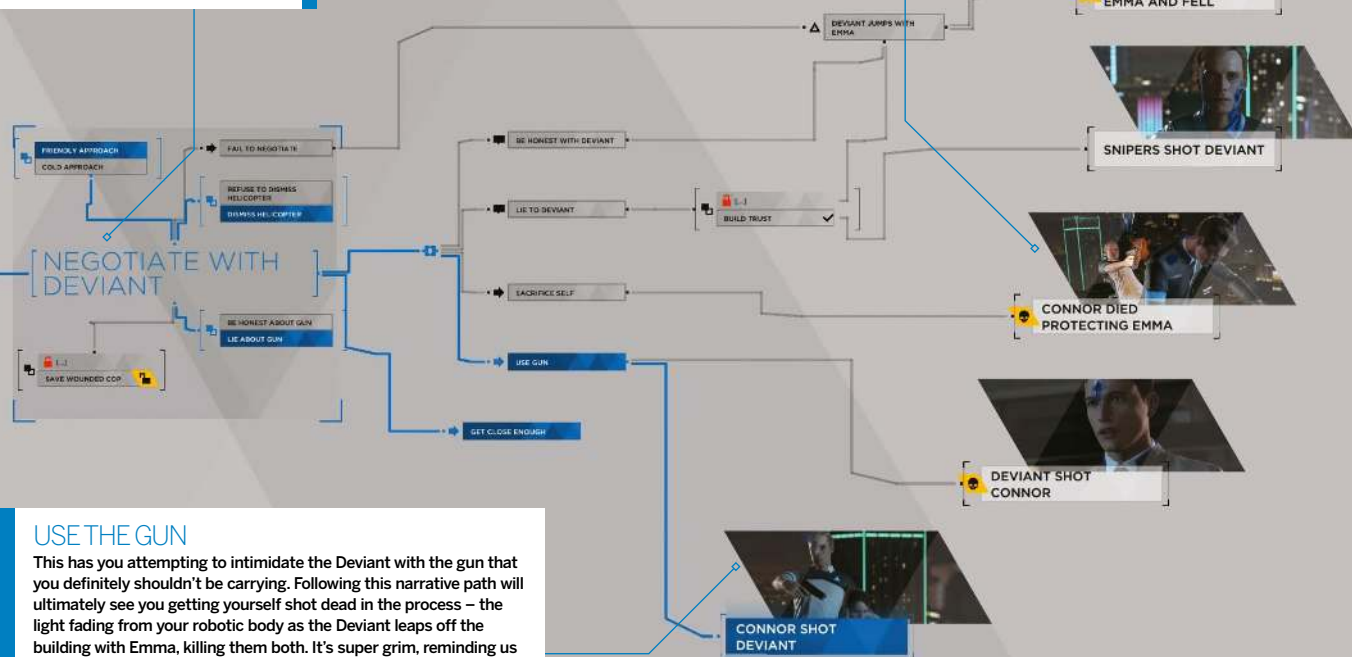 EMMA AND FELL
DEVIANT JUMPS WITH
EMMA
SNIPERS SHOT DEVIANT
FRIENDLY APPROACH
COLD APPROACH
FAIL TO NEGOTIATE
REFUSE TO DISMISS
HELICOPTER
DISMISS HELICOPTER
NEGOTIATE WITH
DEVIANT
BE HONEST ABOUT GUN
LIE ABOUT GUN
[...]
SAVE WOUNDED COP
BE HONEST WITH DEVIANT
LIE TO DEVIANT
[...]
BUILD TRUST
SACRIFICE SELF
USE GUN
GET CLOSE ENOUGH
CONNOR DIED
PROTECTING EMMA
DEVIANT SHOT
CONNOR
CONNOR SHOT
DEVIANT
USE THE GUN
This has you attempting to intimidate the Deviant with the gun that
you definitely shouldn't be carrying. Following this narrative path will
ultimately see you getting yourself shot dead in the process – the
light fading from your robotic body as the Deviant leaps off the
building with Emma, killing them both. It's super grim, reminding us